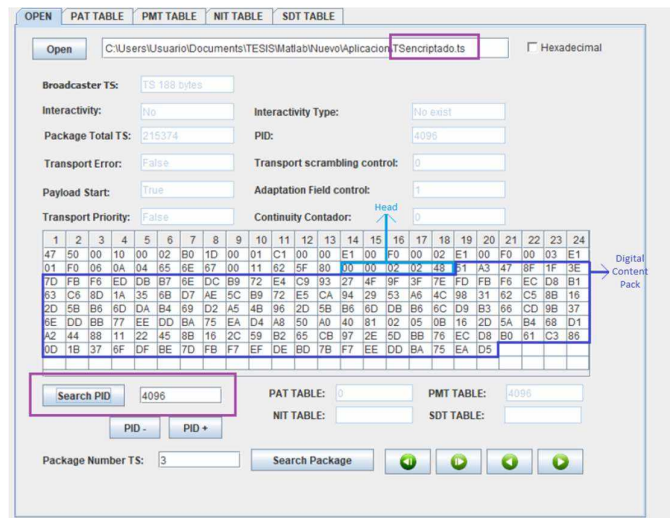 OPEN PAT TABLE PMT TABLE NIT TABLE SDT TABLE
Open C:\Users\Usuario\Documents\TESIS\Matlab\Nuevo\Aplicacion\TSencriptado.ts Hexadecimal
Broadcaster TS: TS 188 bytes
Interactivity: No Interactivity Type: No exist
Package Total TS: 215374 PID: 4096
Transport Error: False Transport scrambling control: 0
Payload Start: True Adaptation Field control: 1
Head
Transport Priority: False Continuity Contador: 0
1 2 3 4 5 6 7 8 9 10 11 12 13 14 15 16 17 18 19 20 21 22 23 24
47 50 00 10 00 02 B0 1D 00 01 C1 00 00 E1 00 F0 00 02 E1 00 F0 00 03 E1
01 F0 06 0A 04 65 6E 67 00 11 62 5F 80 00 00 02 02 48 51 A3 47 8F 1F 3E
7D FB F6 ED DB B7 6E DC B9 72 E4 C9 93 27 4F 9F 3F 7E FD FB F6 EC D8 B1
63 C6 8D 1A 35 6B D7 AE 5C B9 72 E5 CA 94 29 53 A6 4C 98 31 62 C5 8B 16
2D 5B B6 6D DA B4 69 D2 A5 4B 96 2D 5B B6 6D DB B6 6C D9 B3 66 CD 9B 37
6E DD BB 77 EE DD BA 75 EA D4 A8 50 A0 40 81 02 05 0B 16 2D 5A B4 68 D1
A2 44 88 11 22 45 8B 16 2C 59 B2 65 CB 97 2E 5D BB 76 EC D8 B0 61 C3 86
0D 1B 37 6F DF BE 7D FB F7 EF DE BD 7B F7 EE DD BA 75 EA D5
Digital
Content
Pack
Search PID 4096 PAT TABLE: 0 PMT TABLE: 4096
NIT TABLE: SDT TABLE:
PID - PID +
Package Number TS: 3 Search Package